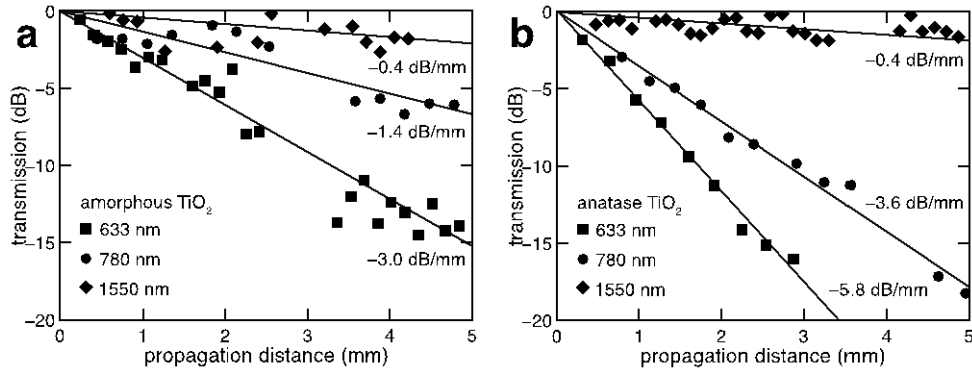 a
0
−5
−10
−15
−20
transmission (dB)
−0.4 dB/mm
−1.4 dB/mm
−3.0 dB/mm
amorphous TiO2
633 nm
780 nm
1550 nm
0 1 2 3 4 5
propagation distance (mm)
b
0
−5
−10
−15
−20
transmission (dB)
−0.4 dB/mm
−3.6 dB/mm
−5.8 dB/mm
anatase TiO2
633 nm
780 nm
1550 nm
0 1 2 3 4 5
propagation distance (mm)